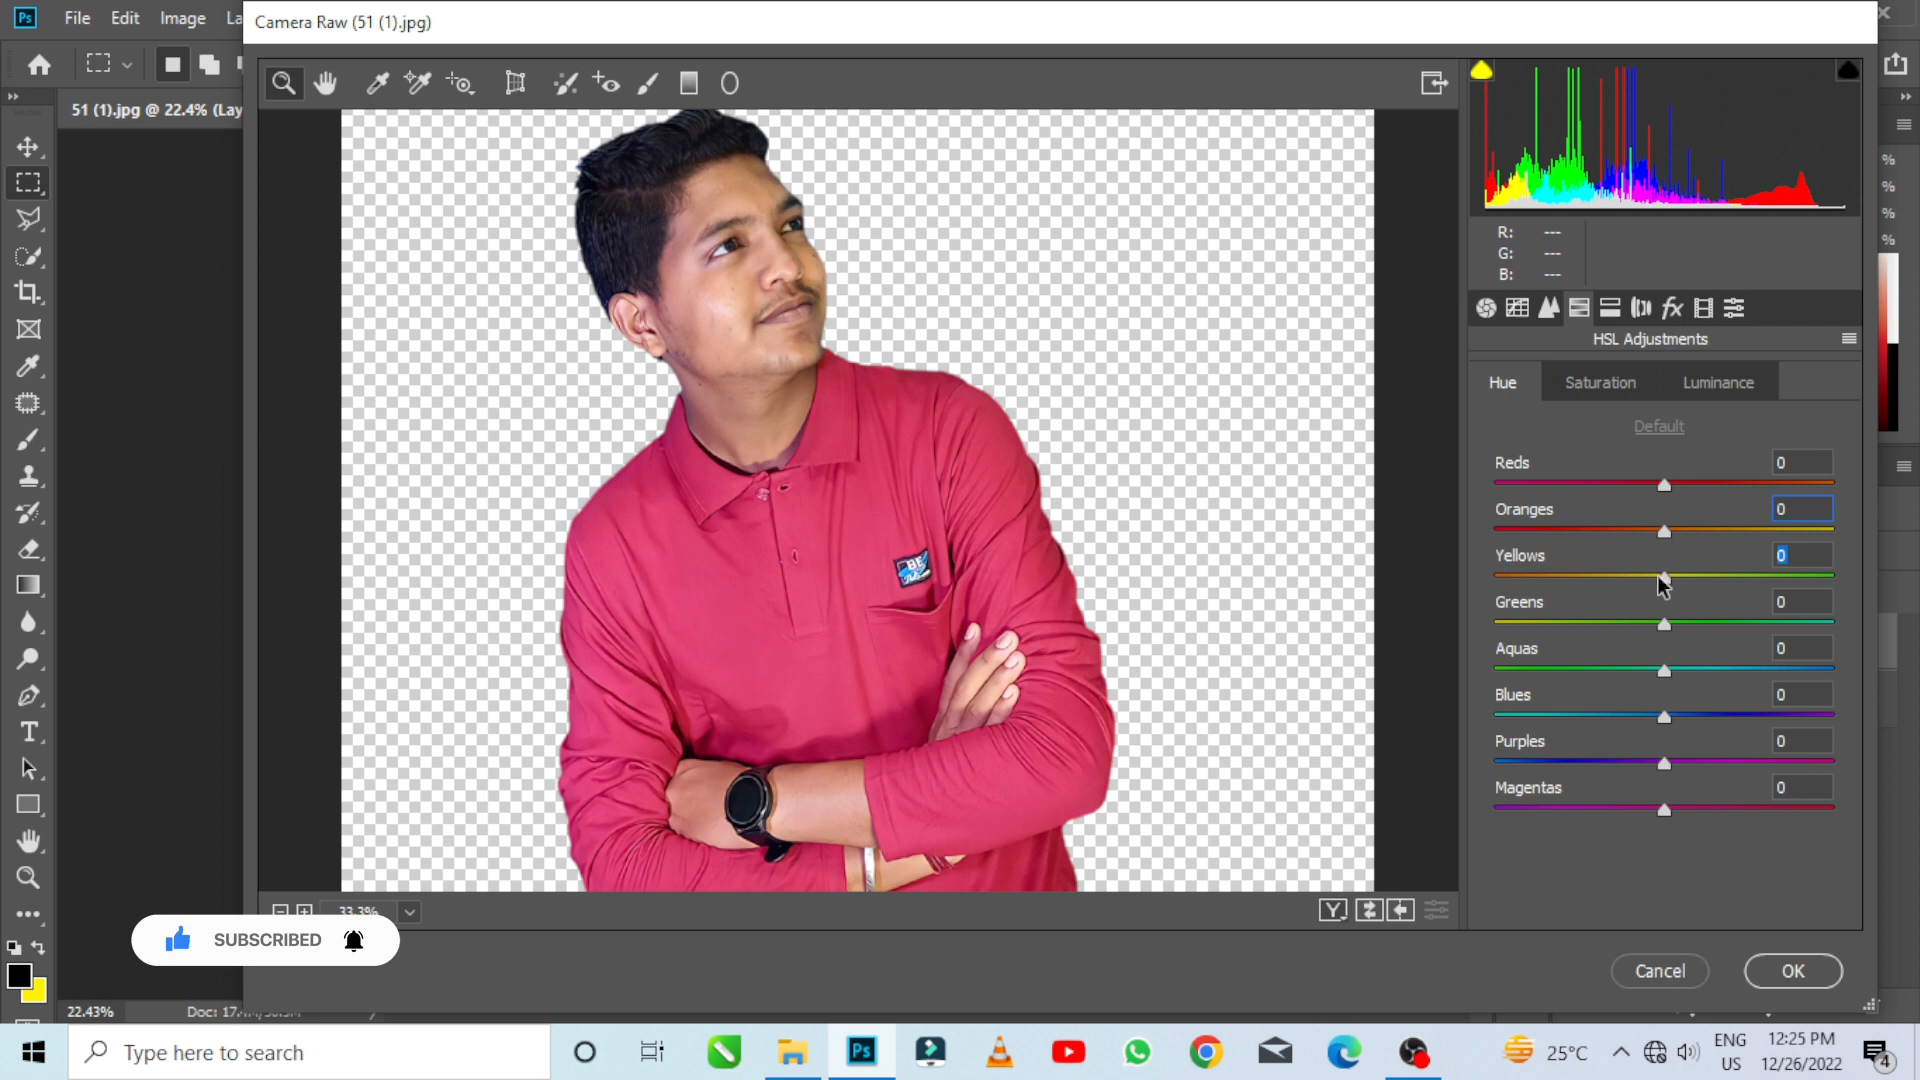 Ps File Edit Image La
Camera Raw (51 (1).jpg)
51 (1).jpg @ 22.4% (Lay
R: ---
G: ---
B: ---
%
%
%
%
HSL Adjustments
Hue Saturation Luminance
Default
Reds 0
Oranges 0
Yellows 0
Greens 0
Aquas 0
Blues 0
Purples 0
Magentas 0
BE
33.3%
Y
SUBSCRIBED
Cancel OK
22.43%
Type here to search
Ps
25°C
ENG
US
12:25 PM
12/26/2022
4